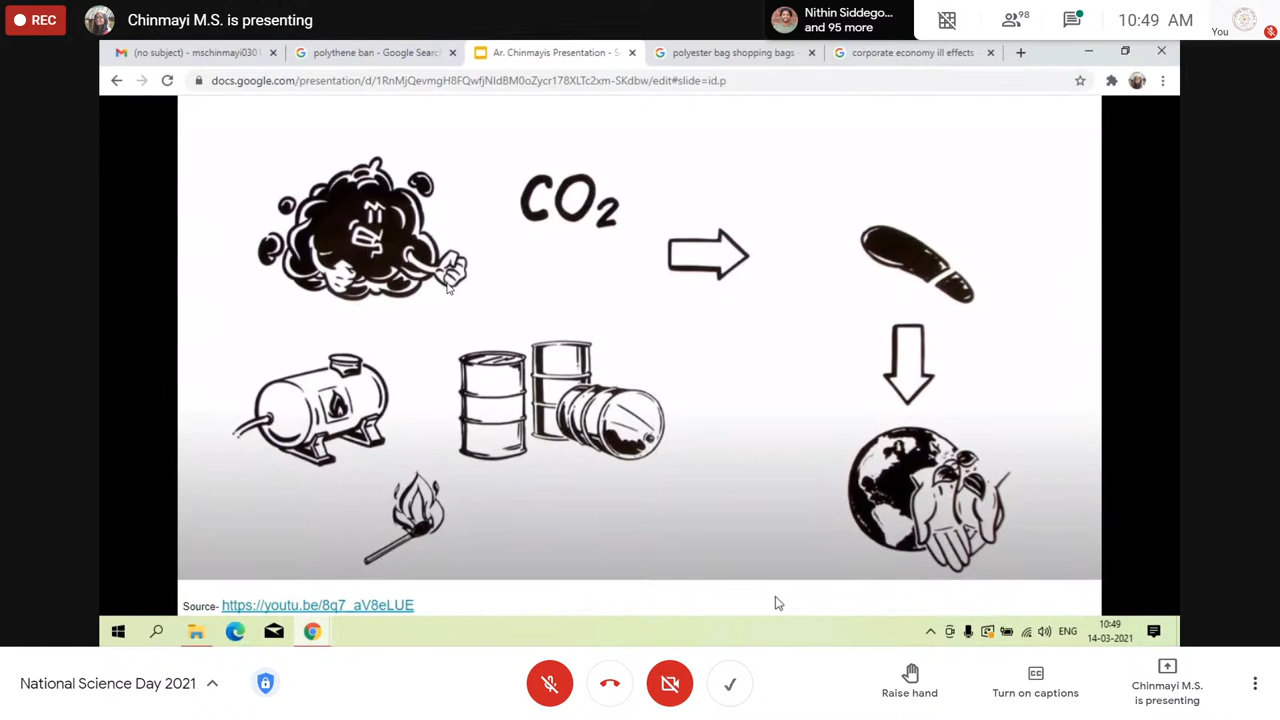 REC
Chinmayi M.S. is presenting
Nithin Siddego...
and 95 more
98
10:49 AM
You
(no subject) - mschinmayi0301
polythene ban - Google Searc
Ar. Chinmayis Presentation - S
polyester bag shopping bags -
corporate economy ill effects -
docs.google.com/presentation/d/1RnMjQevmgH8FQwfjNIdBM0oZycr178XLTc2xm-SKdbw/edit#slide=id.p
CO2
Source- https://youtu.be/8q7_aV8eLUE
ENG
10:49
14-03-2021
National Science Day 2021
Raise hand
Turn on captions
Chinmayi M.S.
is presenting